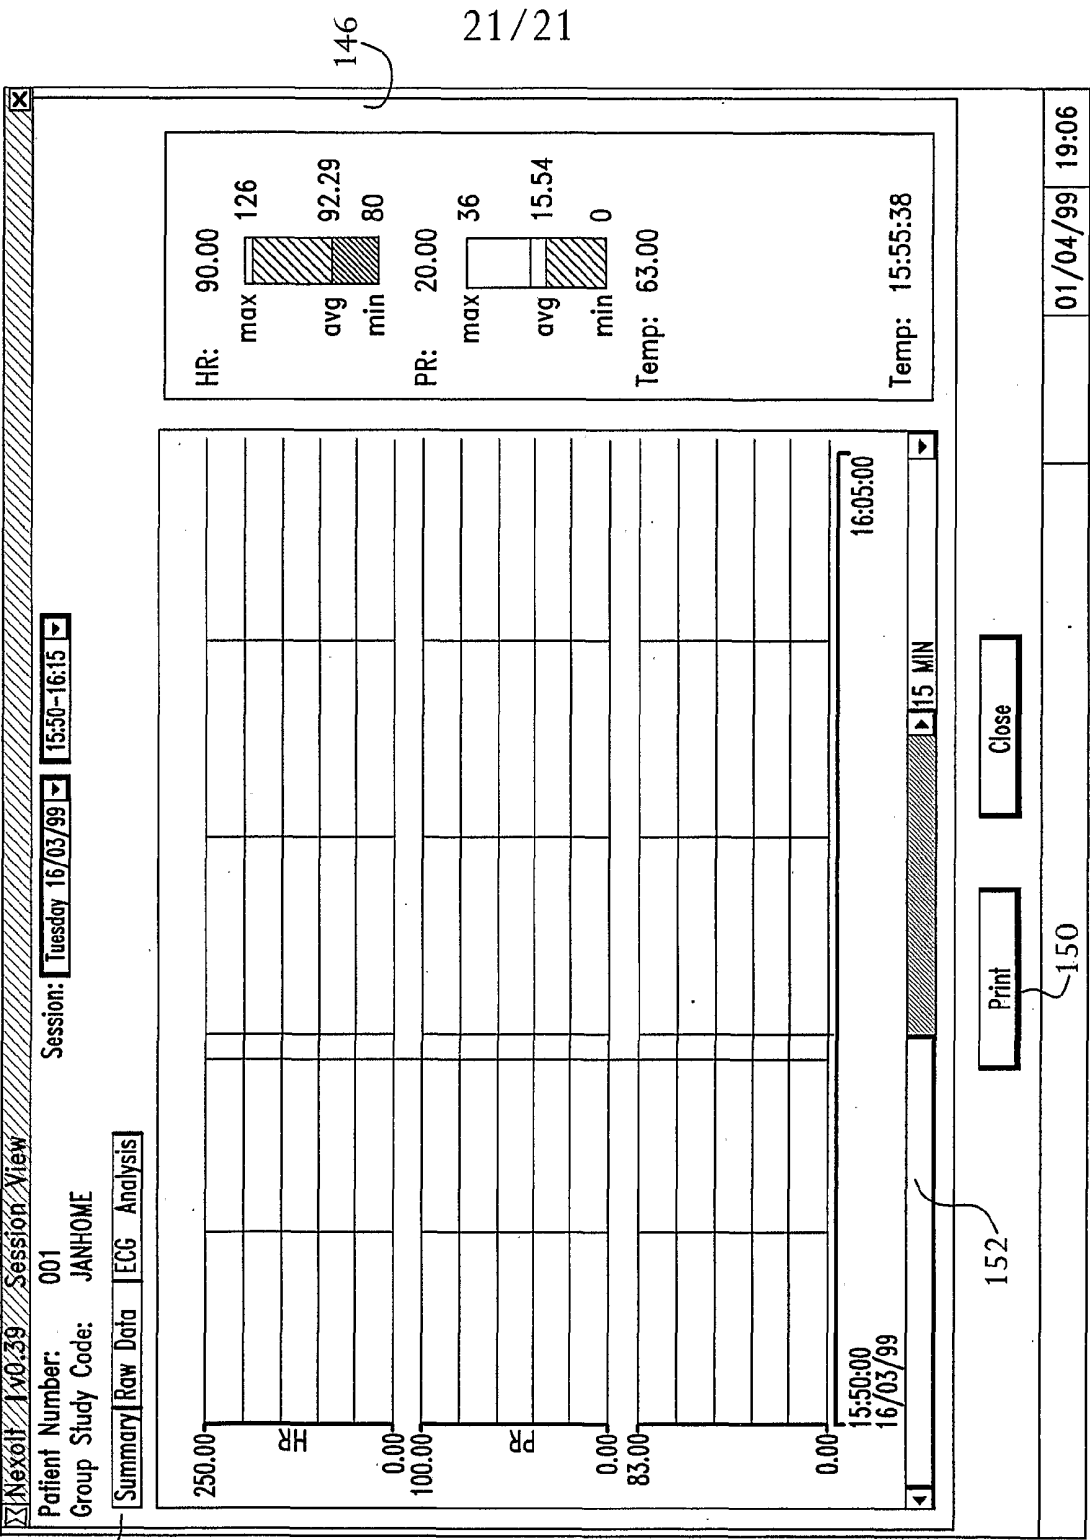 21/21
Nexolt 1v0.39 Session View
Patient Number: 001
Group Study Code: JANHOME
Session: Tuesday 16/03/99 15:50-16:15
Summary Raw Data ECG Analysis
250.00
HR
0.00
100.00
PR
0.00
83.00
0.00
15:50:00
16/03/99
16:05:00
15 MIN
HR: 90.00
max 126
avg 92.29
min 80
PR: 20.00
max 36
avg 15.54
min 0
Temp: 63.00
Temp: 15:55:38
146
152
Print
Close
150
01/04/99 19:06